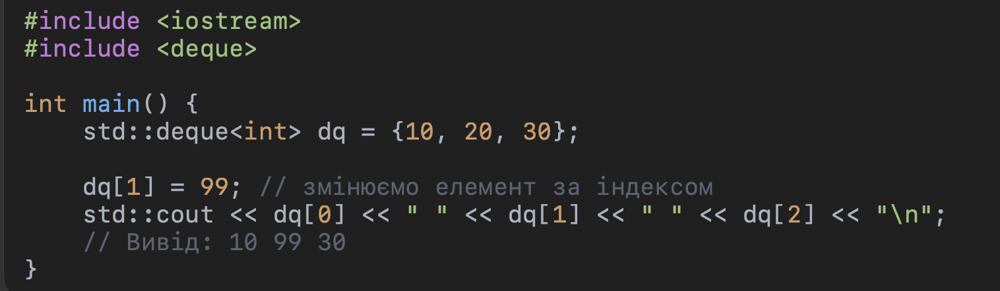 #include <iostream>
#include <deque>
int main() {
    std::deque<int> dq = {10, 20, 30};
    dq[1] = 99; // змінюємо елемент за індексом
    std::cout << dq[0] << " " << dq[1] << " " << dq[2] << "\n";
    // Вивід: 10 99 30
}